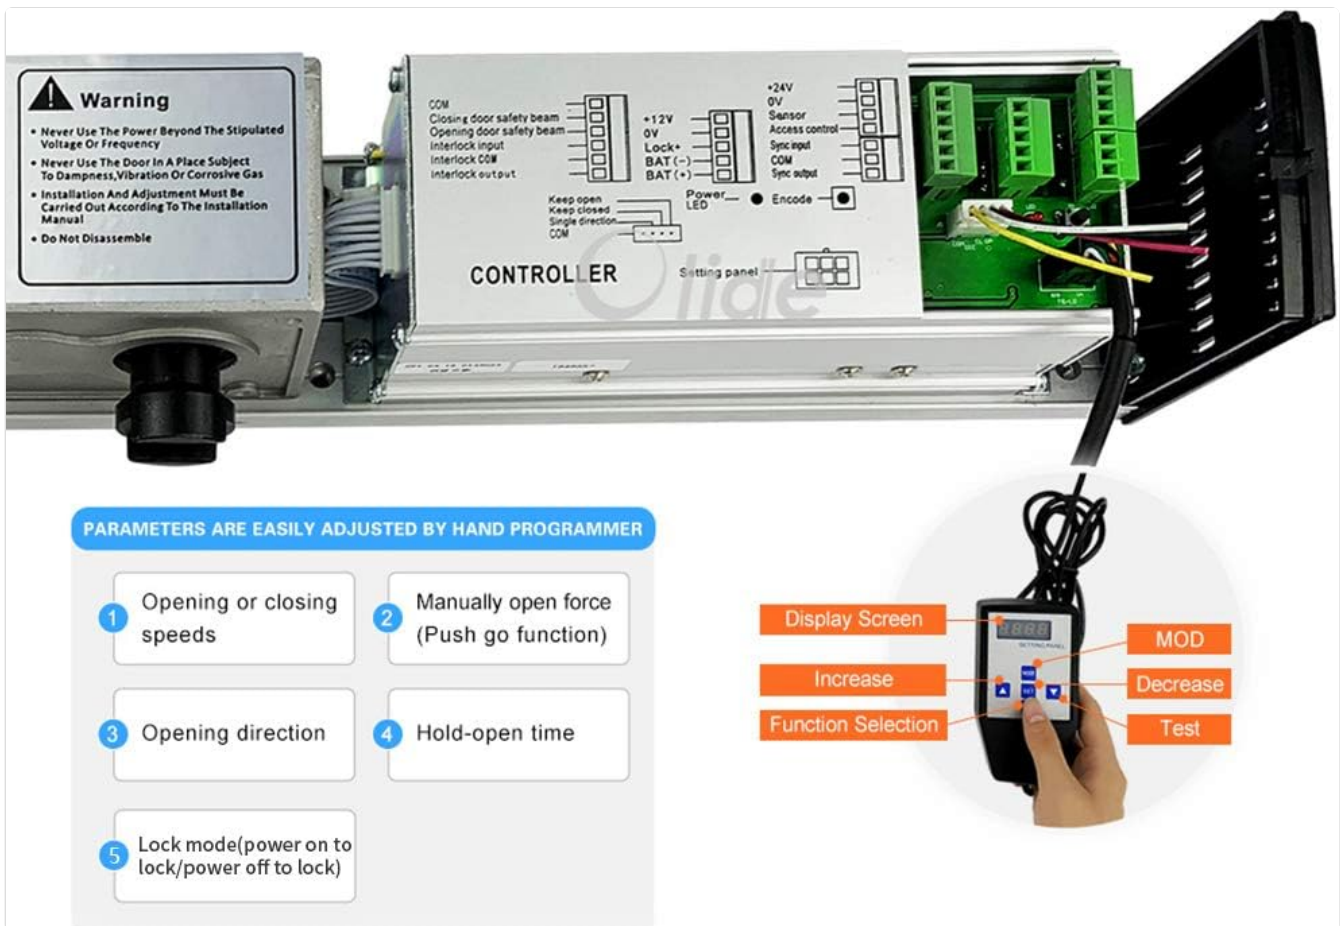 Warning
• Never Use The Power Beyond The Stipulated
Voltage Or Frequency
• Never Use The Door In A Place Subject
To Dampness,Vibration Or Corrosive Gas
• Installation And Adjustment Must Be
Carried Out According To The Installation
Manual
• Do Not Disassemble
COM
Closing door safety beam
Opening door safety beam
Interlock input
Interlock COM
Interlock output
+12V
0V
Lock+
BAT(-)
BAT(+)
+24V
0V
Sensor
Access control
Sync input
COM
Sync output
Power
LED
Encode
Keep open
Keep closed
Single direction
COM
CONTROLLER
Setting panel
Olide
PARAMETERS ARE EASILY ADJUSTED BY HAND PROGRAMMER
1 Opening or closing
speeds
2 Manually open force
(Push go function)
3 Opening direction
4 Hold-open time
5 Lock mode(power on to
lock/power off to lock)
Display Screen
Increase
Function Selection
MOD
Decrease
Test
8888
SETTING PANEL